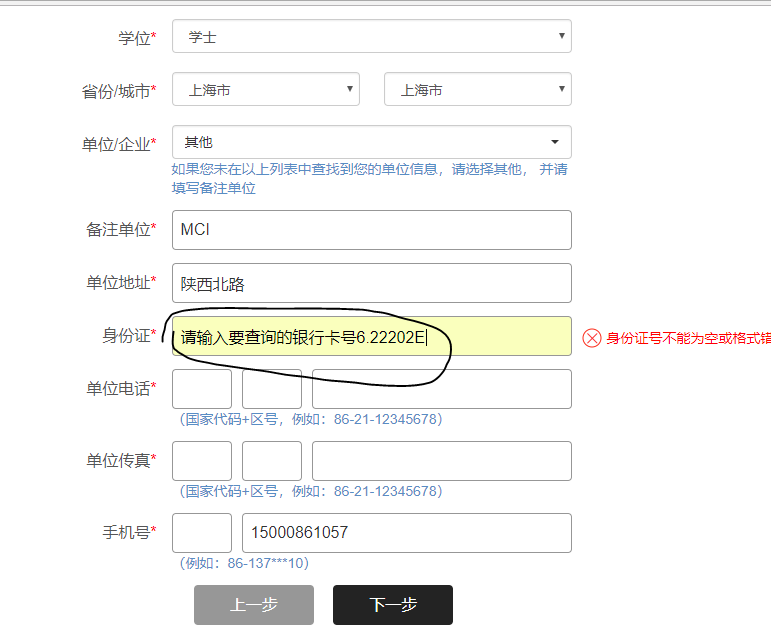 学位* 学士
省份/城市* 上海市 上海市
单位/企业* 其他
如果您未在以上列表中查找到您的单位信息，请选择其他， 并请
填写备注单位
备注单位* MCI
单位地址* 陕西北路
身份证* 请输入要查询的银行卡号6.22202E 身份证号不能为空或格式错
单位电话*
（国家代码+区号，例如：86-21-12345678）
单位传真*
（国家代码+区号，例如：86-21-12345678）
手机号* 15000861057
（例如：86-137***10）
上一步 下一步